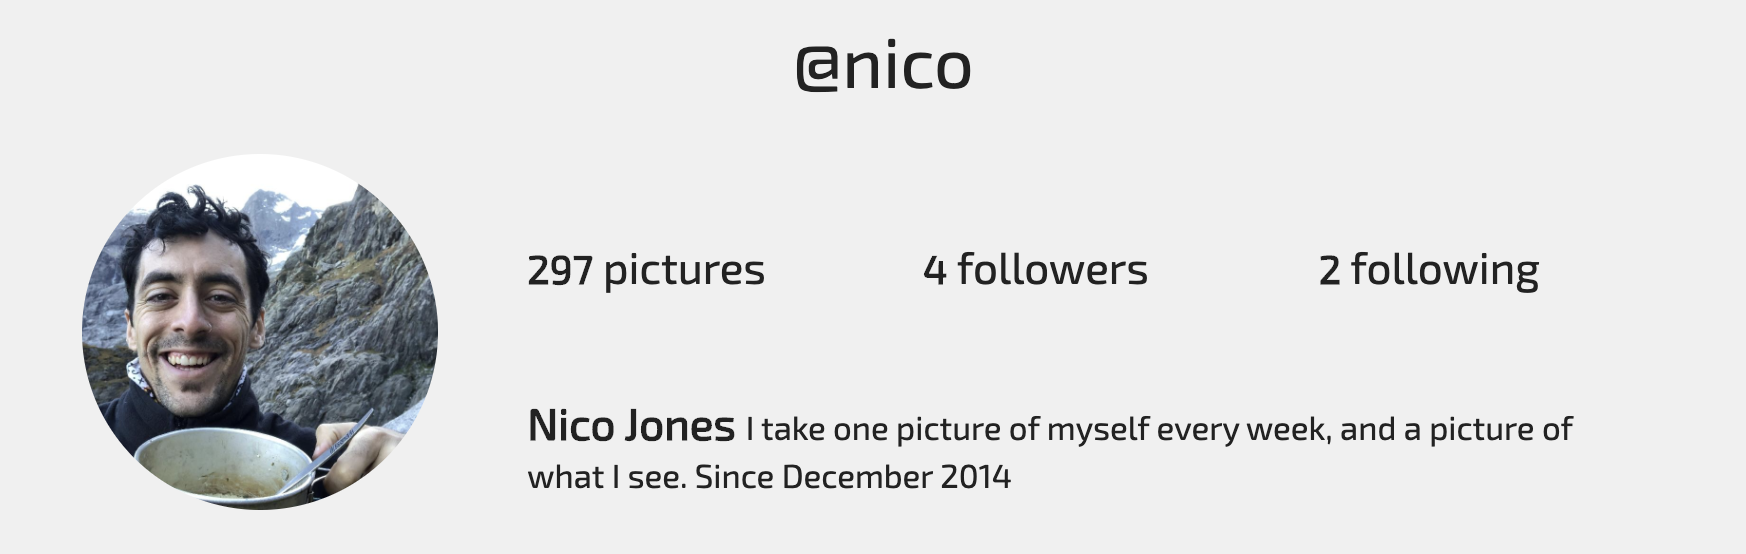 @nico
297 pictures 4 followers 2 following
Nico Jones I take one picture of myself every week, and a picture of
what I see. Since December 2014